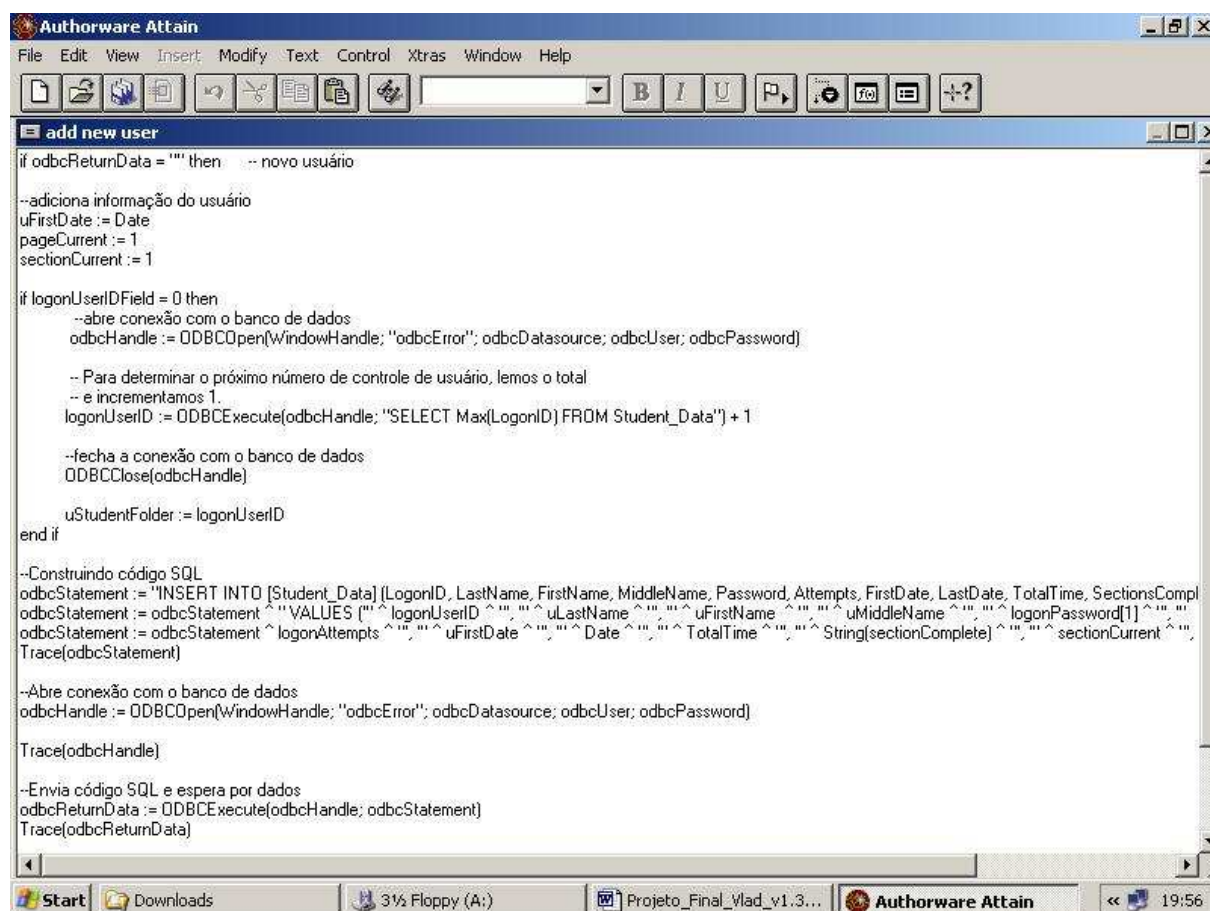 Authorware Attain
File Edit View Insert Modify Text Control Xtras Window Help
B I U
add new user
if odbcReturnData = "" then -- novo usuário
--adiciona informação do usuário
uFirstDate := Date
pageCurrent := 1
sectionCurrent := 1
if logonUserIDField = 0 then
--abre conexão com o banco de dados
odbcHandle := ODBCOpen(WindowHandle; "odbcError"; odbcDatasource; odbcUser; odbcPassword)
-- Para determinar o próximo número de controle de usuário, lemos o total
-- e incrementamos 1.
logonUserID := ODBCExecute(odbcHandle; "SELECT Max(LogonID) FROM Student_Data") + 1
--fecha a conexão com o banco de dados
ODBCClose(odbcHandle)
uStudentFolder := logonUserID
end if
--Construindo código SQL
odbcStatement := "INSERT INTO [Student_Data] (LogonID, LastName, FirstName, MiddleName, Password, Attempts, FirstDate, LastDate, TotalTime, SectionsCompl
odbcStatement := odbcStatement ^ " VALUES ('" ^ logonUserID ^ "', '" ^ uLastName ^ "', '" ^ uFirstName ^ "', '" ^ uMiddleName ^ "', '" ^ logonPassword[1] ^ "', '"
odbcStatement := odbcStatement ^ logonAttempts ^ "', '" ^ uFirstDate ^ "', '" ^ Date ^ "', '" ^ TotalTime ^ "', '" ^ String(sectionComplete) ^ "', '" ^ sectionCurrent ^ "',
Trace(odbcStatement)
--Abre conexão com o banco de dados
odbcHandle := ODBCOpen(WindowHandle; "odbcError"; odbcDatasource; odbcUser; odbcPassword)
Trace(odbcHandle)
--Envia código SQL e espera por dados
odbcReturnData := ODBCExecute(odbcHandle; odbcStatement)
Trace(odbcReturnData)
Start Downloads 3½ Floppy (A:) Projeto_Final_Vlad_v1.3... Authorware Attain « 19:56